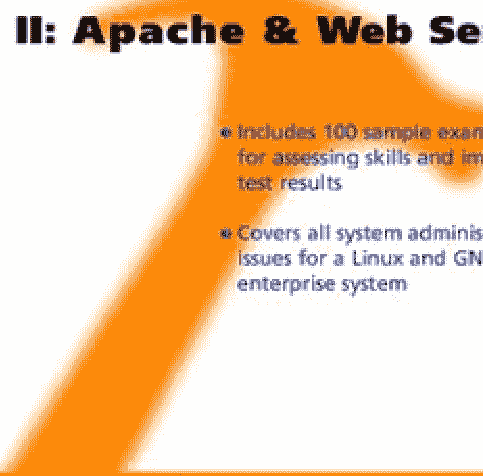 II: Apache & Web Se
• Includes 100 sample exam
for assessing skills and im
test results
• Covers all system adminis
issues for a Linux and GN
enterprise system